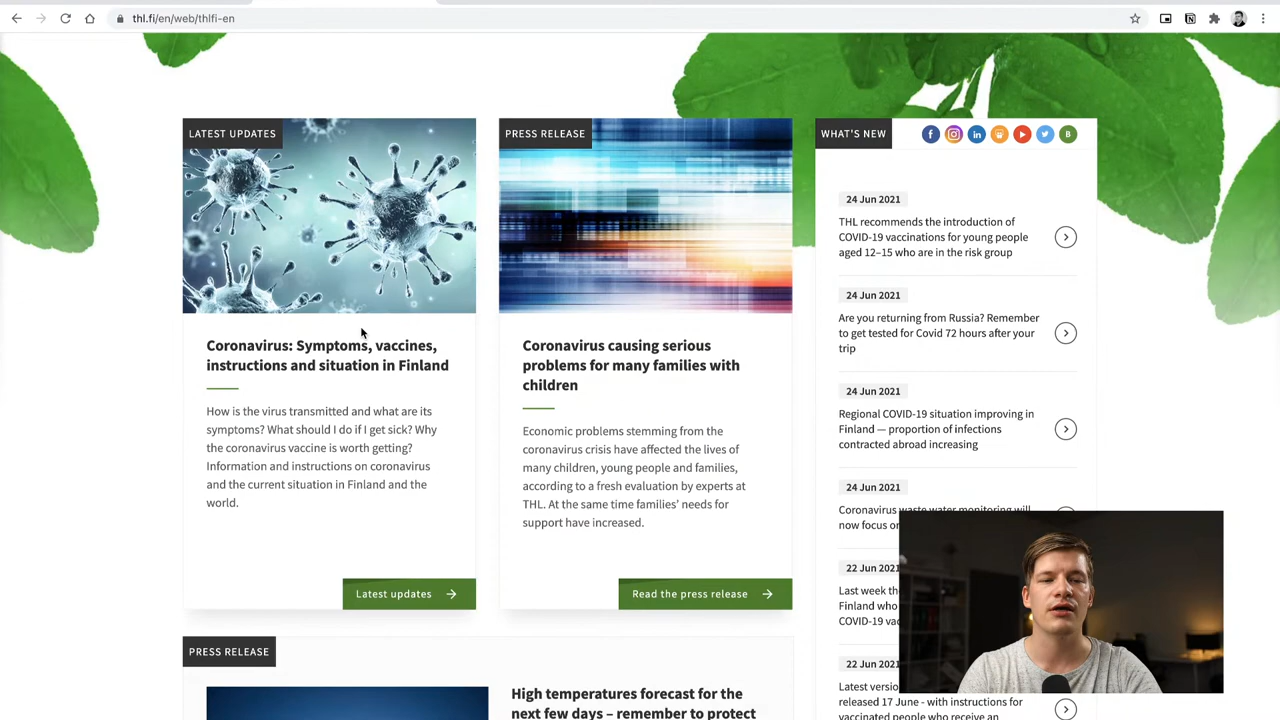 thl.fi/en/web/thlfi-en
LATEST UPDATES
Coronavirus: Symptoms, vaccines,
instructions and situation in Finland
How is the virus transmitted and what are its
symptoms? What should I do if I get sick? Why
the coronavirus vaccine is worth getting?
Information and instructions on coronavirus
and the current situation in Finland and the
world.
Latest updates
PRESS RELEASE
Coronavirus causing serious
problems for many families with
children
Economic problems stemming from the
coronavirus crisis have affected the lives of
many children, young people and families,
according to a fresh evaluation by experts at
THL. At the same time families' needs for
support have increased.
Read the press release
WHAT'S NEW
B
24 Jun 2021
THL recommends the introduction of
COVID-19 vaccinations for young people
aged 12–15 who are in the risk group
24 Jun 2021
Are you returning from Russia? Remember
to get tested for Covid 72 hours after your
trip
24 Jun 2021
Regional COVID-19 situation improving in
Finland — proportion of infections
contracted abroad increasing
24 Jun 2021
Coronavirus waste water monitoring will
now focus
22 Jun 2021
Last week
Finland who
COVID-19
22 Jun 2021
Latest
released 17 June - with instructions for
vaccinated people who receive an
PRESS RELEASE
High temperatures forecast for the
next few days – remember to protect